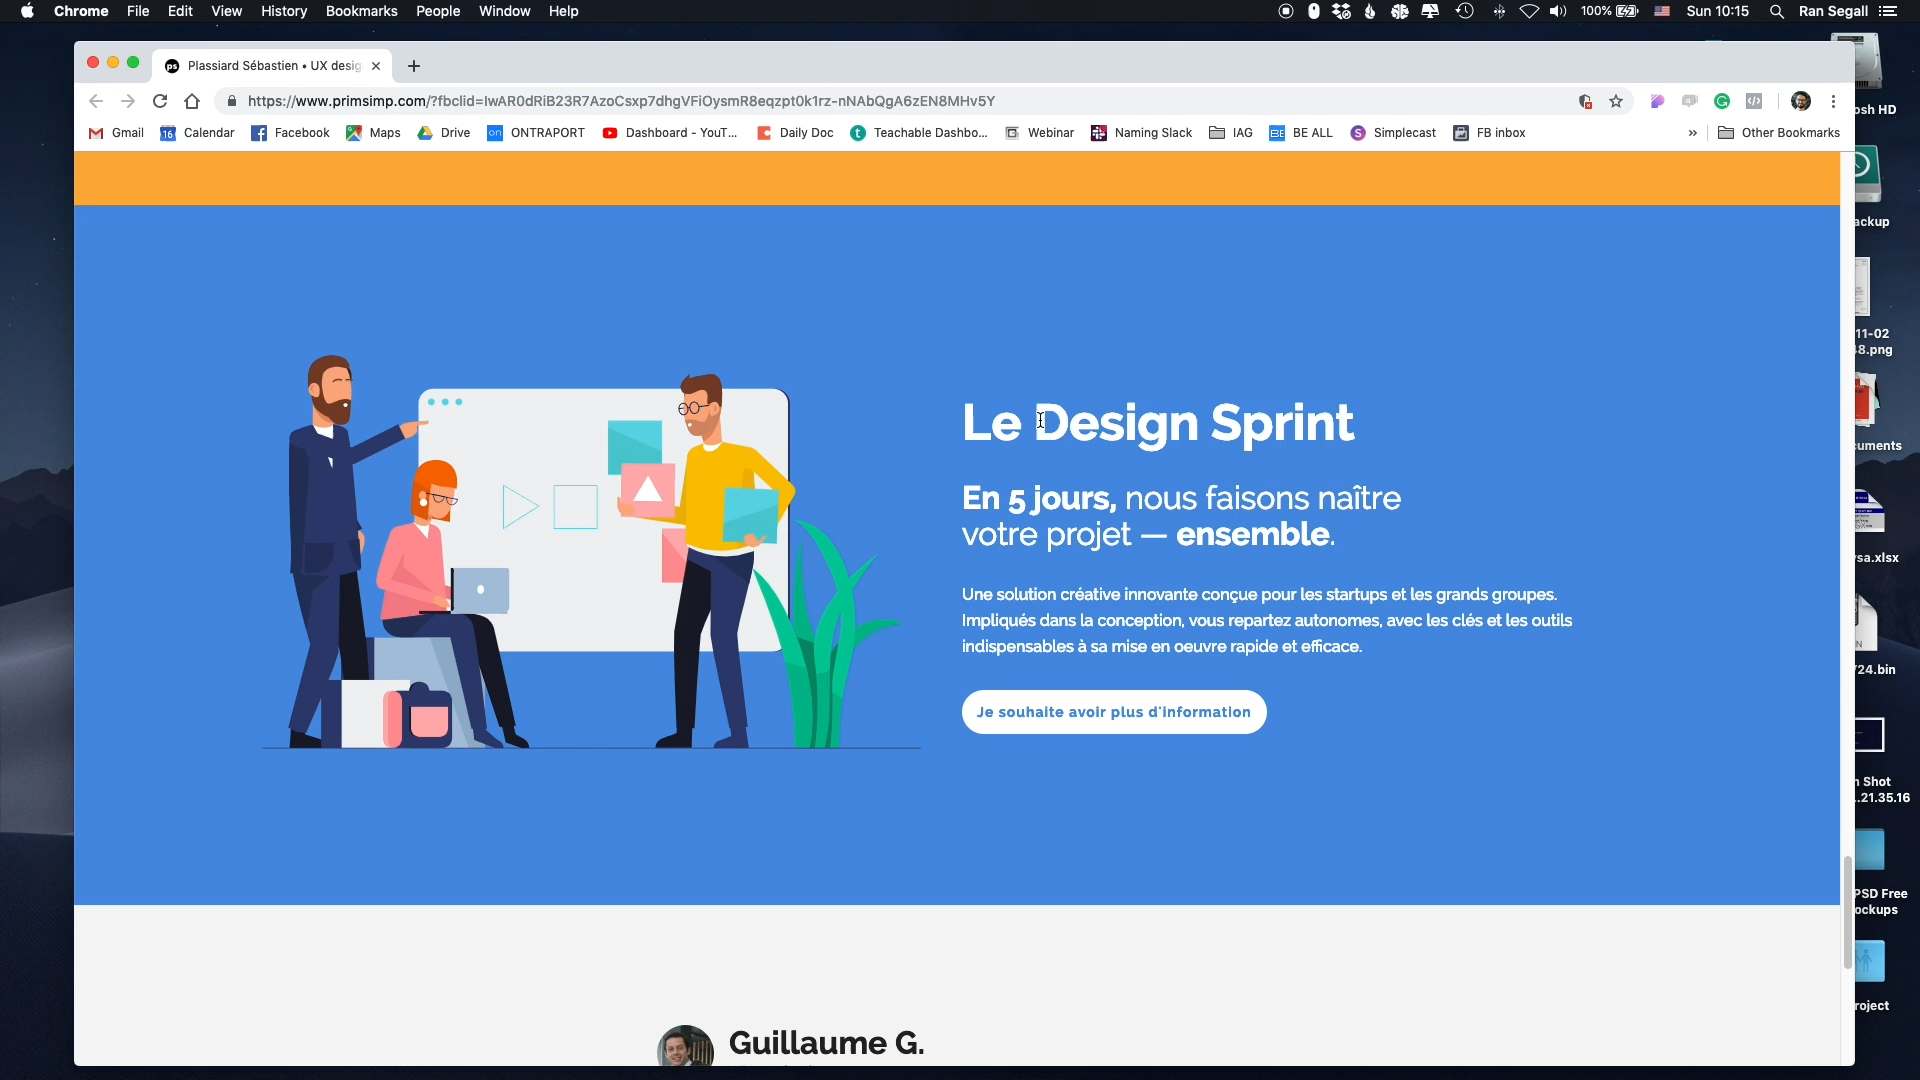 Chrome File Edit View History Bookmarks People Window Help
100% Sun 10:15 Ran Segall
Plassiard Sébastien • UX desig
https://www.primsimp.com/?fbclid=IwAR0dRiB23R7AzoCsxp7dhgVFiOysmR8eqzpt0k1rz-nNAbQgA6zEN8MHv5Y
Gmail Calendar Facebook Maps Drive ONTRAPORT Dashboard - YouT... Daily Doc Teachable Dashbo... Webinar Naming Slack IAG BE ALL Simplecast FB inbox » Other Bookmarks
Le Design Sprint
En 5 jours, nous faisons naître
votre projet — ensemble.
Une solution créative innovante conçue pour les startups et les grands groupes.
Impliqués dans la conception, vous repartez autonomes, avec les clés et les outils
indispensables à sa mise en oeuvre rapide et efficace.
Je souhaite avoir plus d'information
Guillaume G.
osh HD
ackup
11-02
8.png
cuments
sa.xlsx
24.bin
n Shot
.21.35.16
PSD Free
ockups
roject